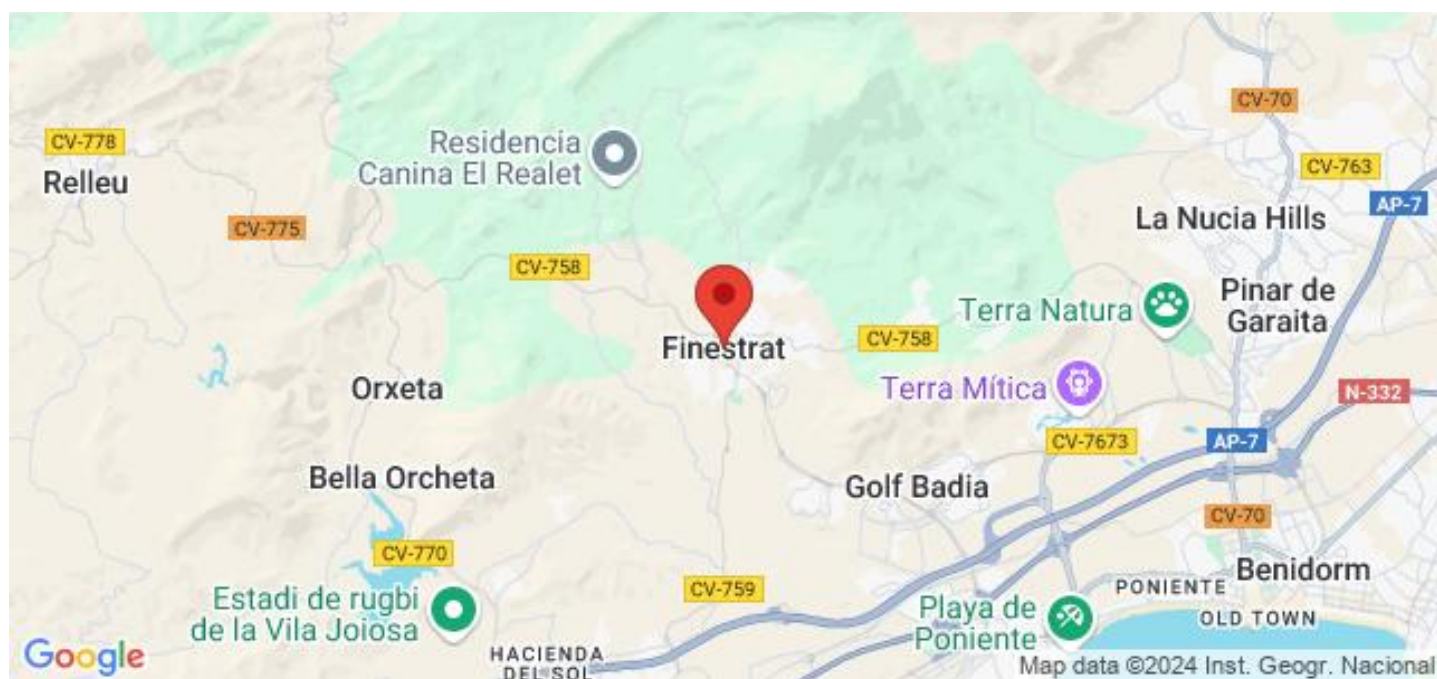 CV-70
CV-778
Residencia
Canina El Realet
CV-763
Relleu
AP-7
La Nucia Hills
CV-775
CV-758
Pinar de
Garaita
Terra Natura
CV-758
Finestrat
Orxeta
Terra Mítica
N-332
CV-7673
AP-7
Bella Orcheta
Golf Badia
CV-70
CV-770
Benidorm
CV-759
PONIENTE
Estadi de rugbi
de la Vila Joiosa
Playa de
Poniente
OLD TOWN
HACIENDA
DEL SOL
Google
Map data ©2024 Inst. Geogr. Nacional